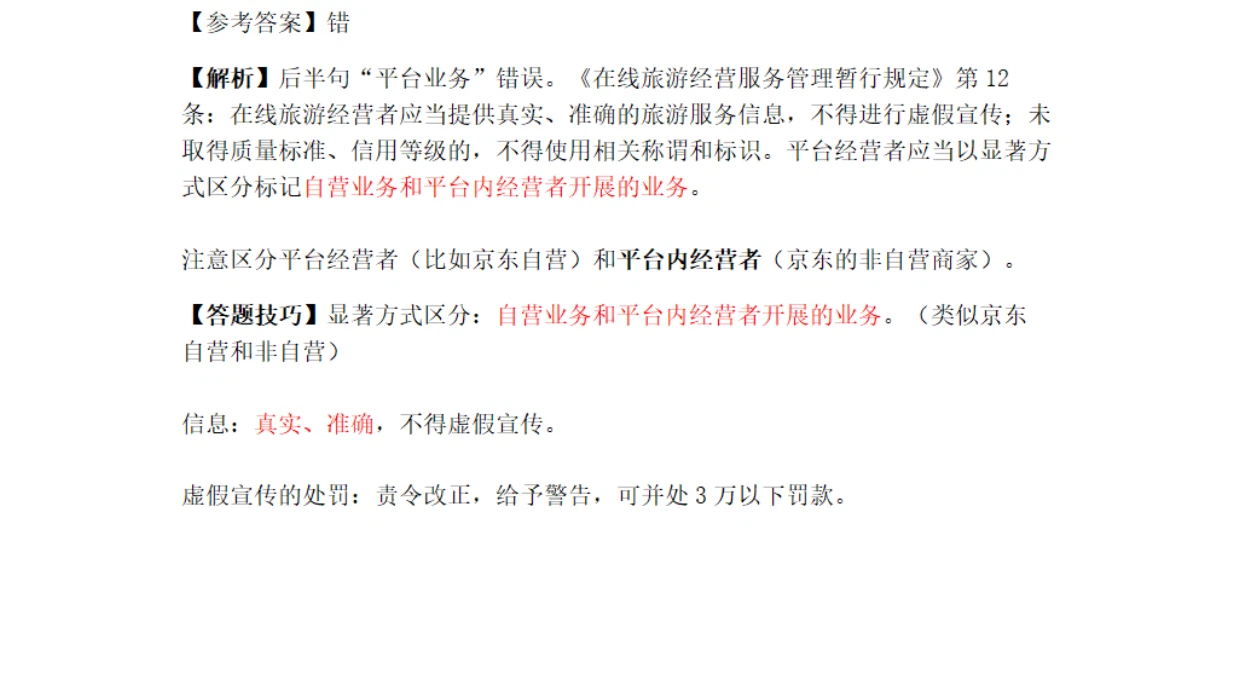 【参考答案】错
【解析】后半句“平台业务”错误。《在线旅游经营服务管理暂行规定》第 12
条：在线旅游经营者应当提供真实、准确的旅游服务信息，不得进行虚假宣传；未
取得质量标准、信用等级的，不得使用相关称谓和标识。平台经营者应当以显著方
式区分标记自营业务和平台内经营者开展的业务。
注意区分平台经营者（比如京东自营）和平台内经营者（京东的非自营商家）。
【答题技巧】显著方式区分：自营业务和平台内经营者开展的业务。（类似京东
自营和非自营）
信息：真实、准确，不得虚假宣传。
虚假宣传的处罚：责令改正，给予警告，可并处 3 万以下罚款。